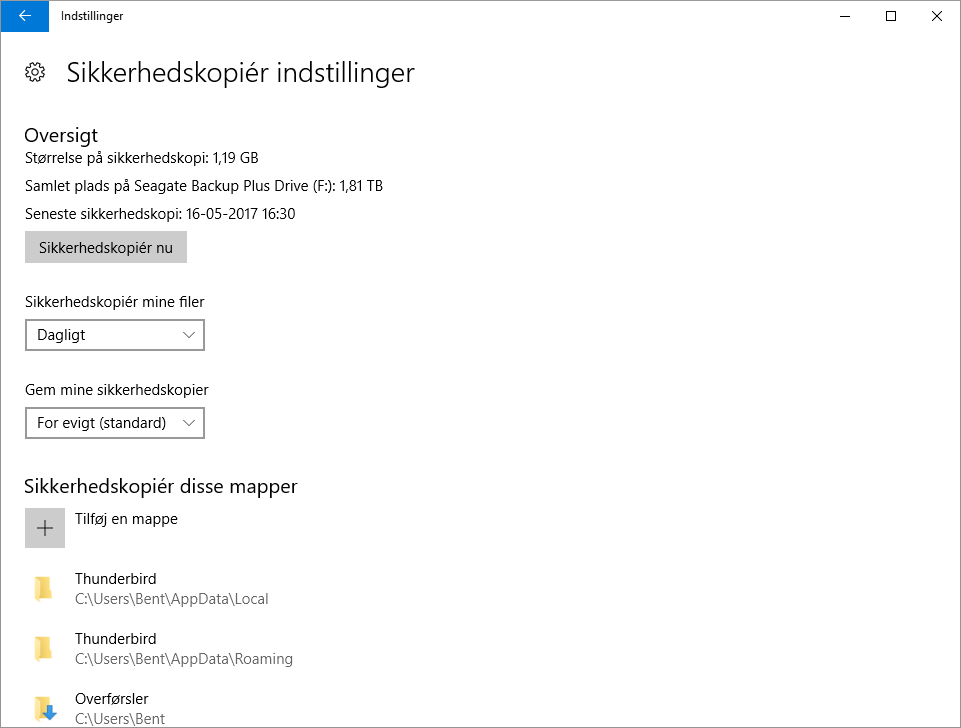 Indstillinger
Sikkerhedskopiér indstillinger
Oversigt
Størrelse på sikkerhedskopi: 1,19 GB
Samlet plads på Seagate Backup Plus Drive (F:): 1,81 TB
Seneste sikkerhedskopi: 16-05-2017 16:30
Sikkerhedskopiér nu
Sikkerhedskopiér mine filer
Dagligt
Gem mine sikkerhedskopier
For evigt (standard)
Sikkerhedskopiér disse mapper
Tilføj en mappe
Thunderbird
C:\Users\Bent\AppData\Local
Thunderbird
C:\Users\Bent\AppData\Roaming
Overførsler
C:\Users\Bent